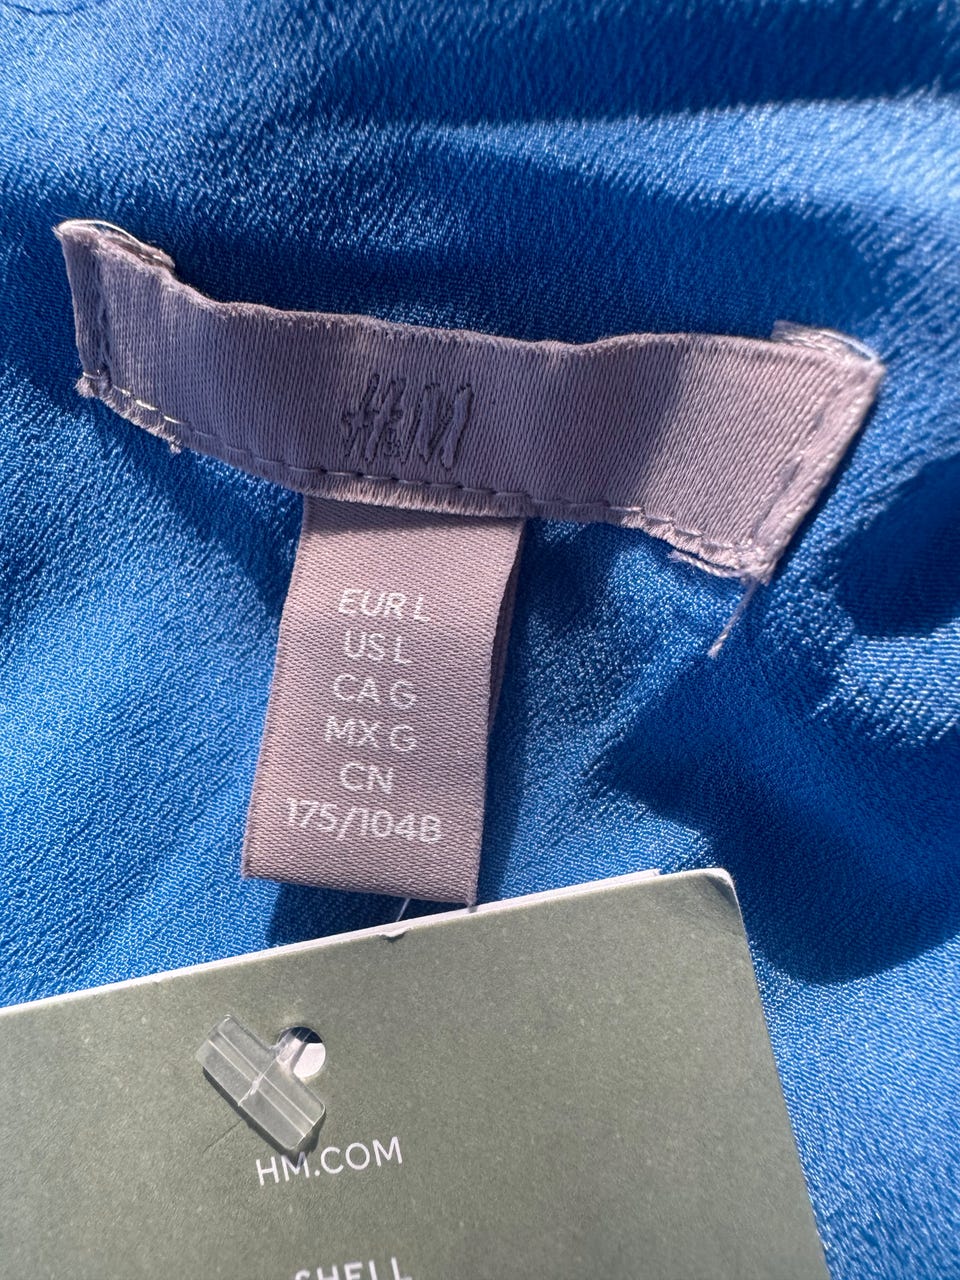 H&M
EUR L
US L
CA G
MX G
CN
175/104B
HM.COM
SHELL